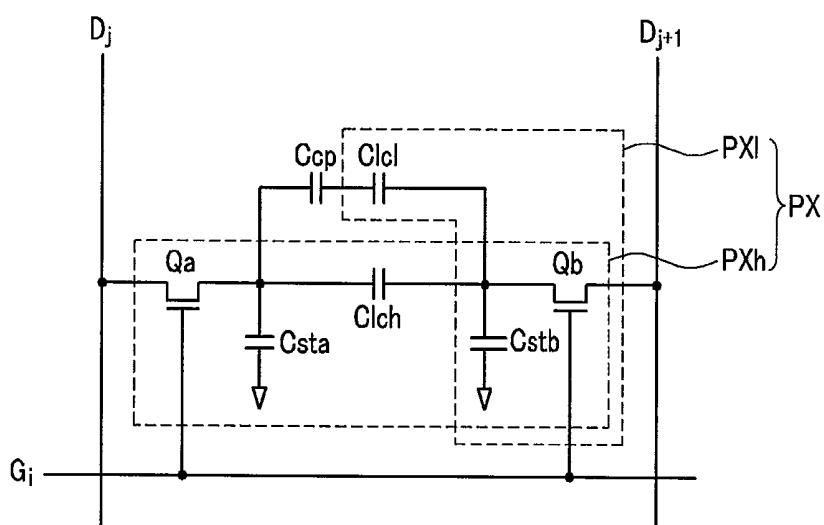 Dj
Dj+1
Ccp
Clcl
PXl
PX
Qa
Qb
PXh
Clch
Csta
Cstb
Gi